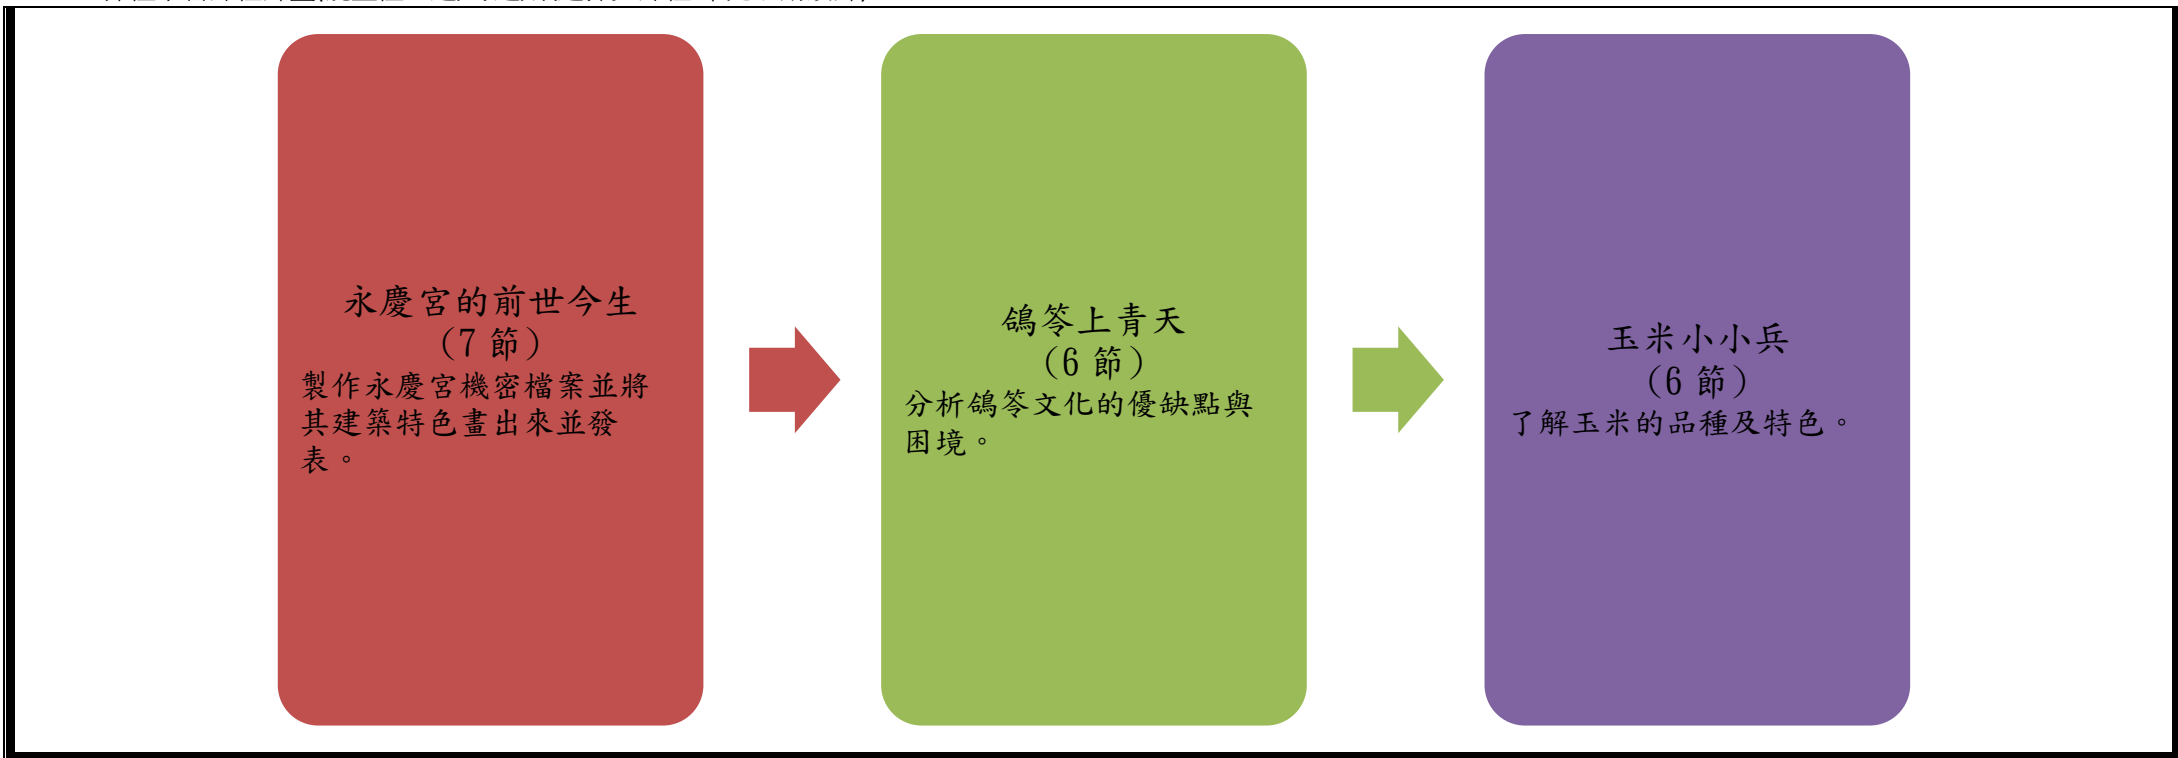 永慶宮的前世今生
(7 節)
製作永慶宮機密檔案並將
其建築特色畫出來並發
表。
鴿笭上青天
(6 節)
分析鴿笭文化的優缺點與
困境。
玉米小小兵
(6 節)
了解玉米的品種及特色。